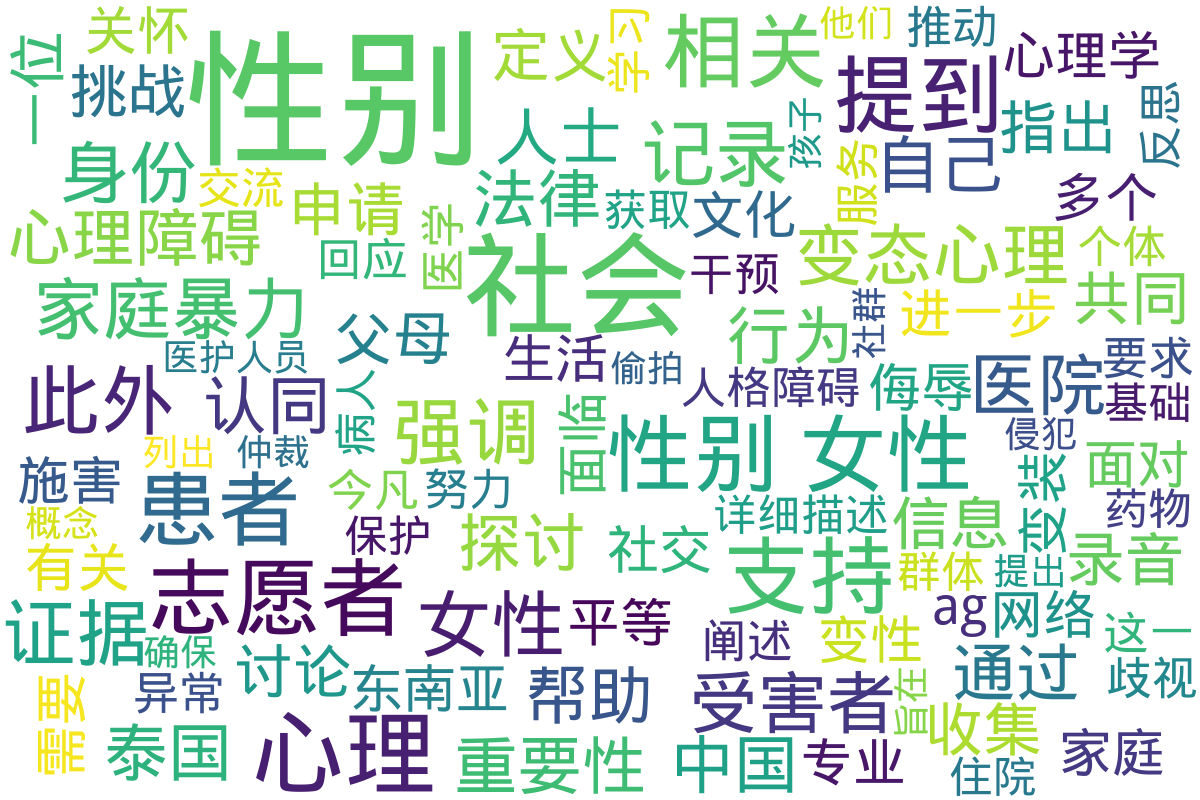 一位
关怀
挑战
性别
定义
学习
相关
他们
推动
心理学
提到
指出
反思
身份
交流
申请
人士
记录
孩子
服务
自己
多个
心理障碍
回应
医学
法律
获取
文化
变态心理
个体
社会
干预
家庭暴力
父母
行为
社群
进一步
共同
医护人员
生活
偷拍
人格障碍
侮辱
医院
要求
基础
此外
认同
病人
强调
面临
性别 女性
侵犯
面对
列出
仲裁
施害
患者
今凡
努力
详细描述
信息
变装
药物
概念
有关
保护
探讨
社交
支持
群体
提出
录音
志愿者
女性
平等
阐述
变性
ag
网络
这一
证据
确保
讨论
东南亚
帮助
受害者
旨在
通过
歧视
需要
异常
泰国
心理
重要性
中国
专业
收集
住院
家庭